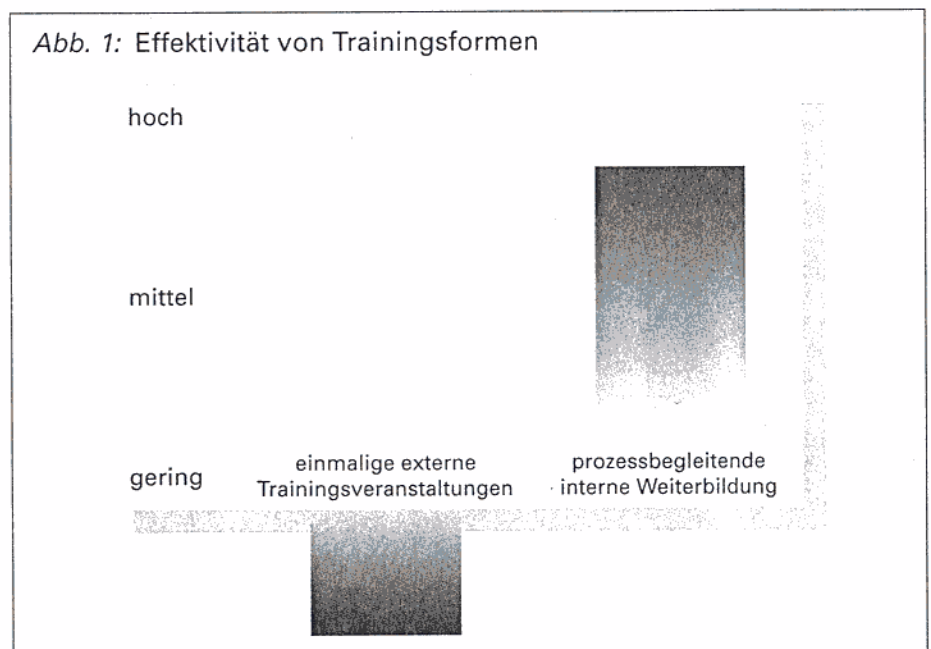 Abb. 1: Effektivität von Trainingsformen
hoch
mittel
gering
einmalige externe
Trainingsveranstaltungen
prozessbegleitende
interne Weiterbildung